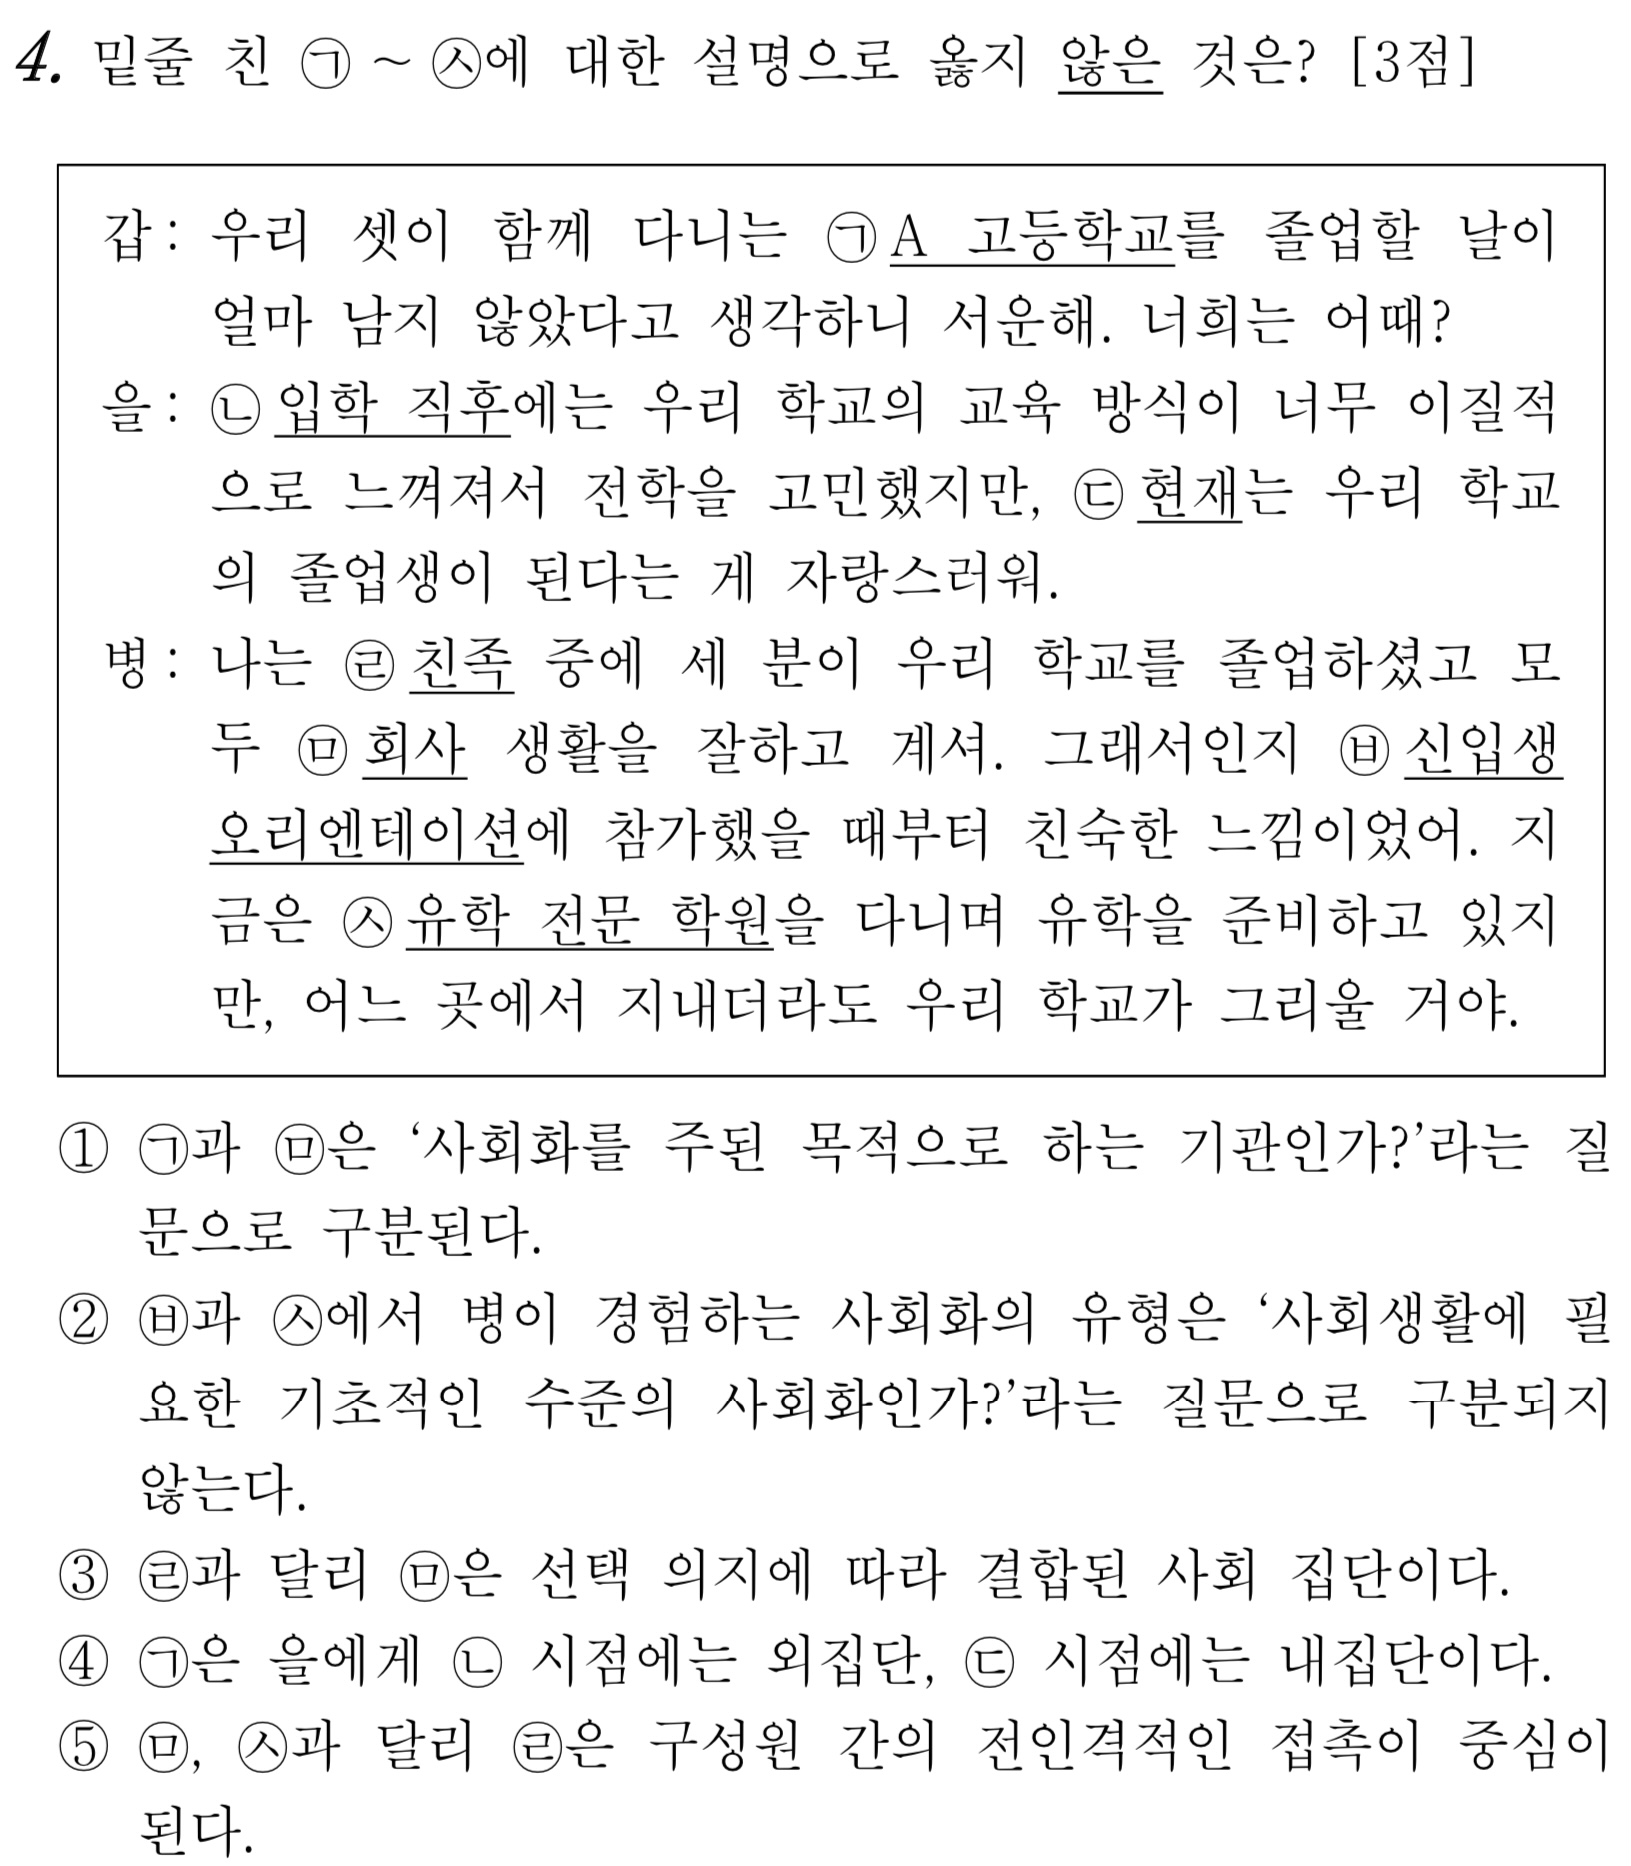 4. 밑줄 친 ㉠ ~ ㉦에 대한 설명으로 옳지 않은 것은? [3점]
갑: 우리 셋이 함께 다니는 ㉠ A 고등학교를 졸업할 날이
얼마 남지 않았다고 생각하니 서운해. 너희는 어때?
을: ㉡ 입학 직후에는 우리 학교의 교육 방식이 너무 이질적
으로 느껴져서 전학을 고민했지만, ㉢ 현재는 우리 학교
의 졸업생이 된다는 게 자랑스러워.
병: 나는 ㉣ 친족 중에 세 분이 우리 학교를 졸업하셨고 모
두 ㉤ 회사 생활을 잘하고 계셔. 그래서인지 ㉥ 신입생
오리엔테이션에 참가했을 때부터 친숙한 느낌이었어. 지
금은 ㉦ 유학 전문 학원을 다니며 유학을 준비하고 있지
만, 어느 곳에서 지내더라도 우리 학교가 그리울 거야.
① ㉠과 ㉤은 ‘사회화를 주된 목적으로 하는 기관인가?’라는 질
문으로 구분된다.
② ㉥과 ㉦에서 병이 경험하는 사회화의 유형은 ‘사회생활에 필
요한 기초적인 수준의 사회화인가?’라는 질문으로 구분되지
않는다.
③ ㉣과 달리 ㉤은 선택 의지에 따라 결합된 사회 집단이다.
④ ㉠은 을에게 ㉡ 시점에는 외집단, ㉢ 시점에는 내집단이다.
⑤ ㉤, ㉦과 달리 ㉣은 구성원 간의 전인격적인 접촉이 중심이
된다.